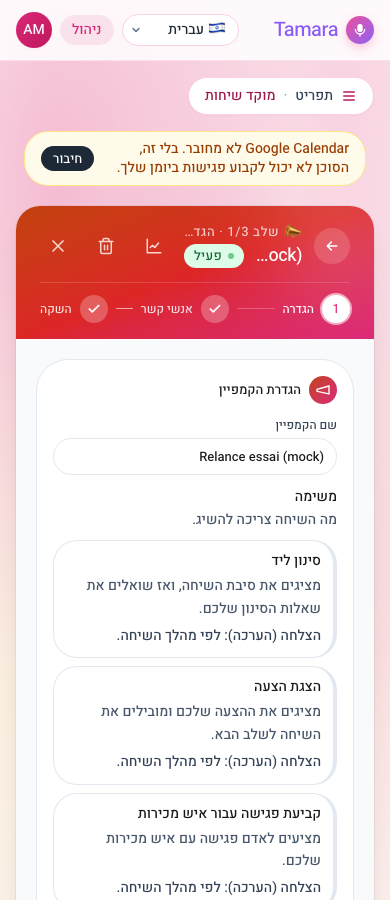 Tamara
עברית
ניהול
AM
תפריט · מוקד שיחות
Google Calendar לא מחובר. בלי זה,
הסוכן לא יכול לקבוע פגישות ביומן שלך.
חיבור
שלב 1/3 · הגד...
...ock)
פעיל
1 הגדרה
אנשי קשר
השקה
הגדרת הקמפיין
שם הקמפיין
Relance essai (mock)
משימה
מה השיחה צריכה להשיג.
סינון ליד
מציגים את סיבת השיחה, ואז שואלים את
שאלות הסינון שלכם.
הצלחה (הערכה): לפי מהלך השיחה.
הצגת הצעה
מציגים את ההצעה שלכם ומובילים את
השיחה לשלב הבא.
הצלחה (הערכה): לפי מהלך השיחה.
קביעת פגישה עבור איש מכירות
מציעים לאדם פגישה עם איש מכירות
שלכם.
הצלחה (הערכה): לפי מהלך השיחה.